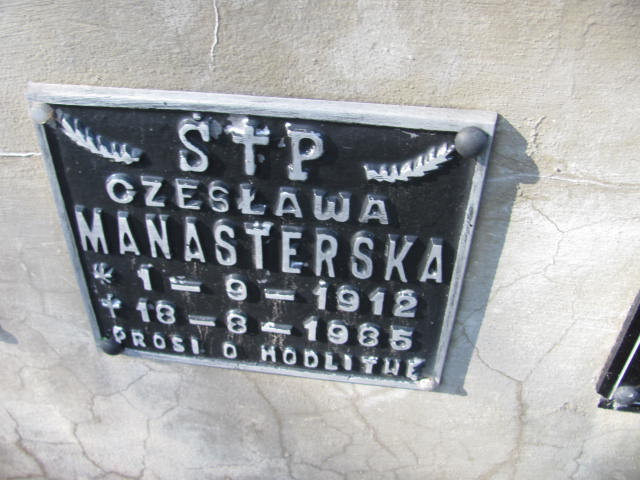 ŚTP
CZESŁAWA
MANASTERSKA
* 1-9-1912
† 18-8-1985
PROSI O MODLITWĘ